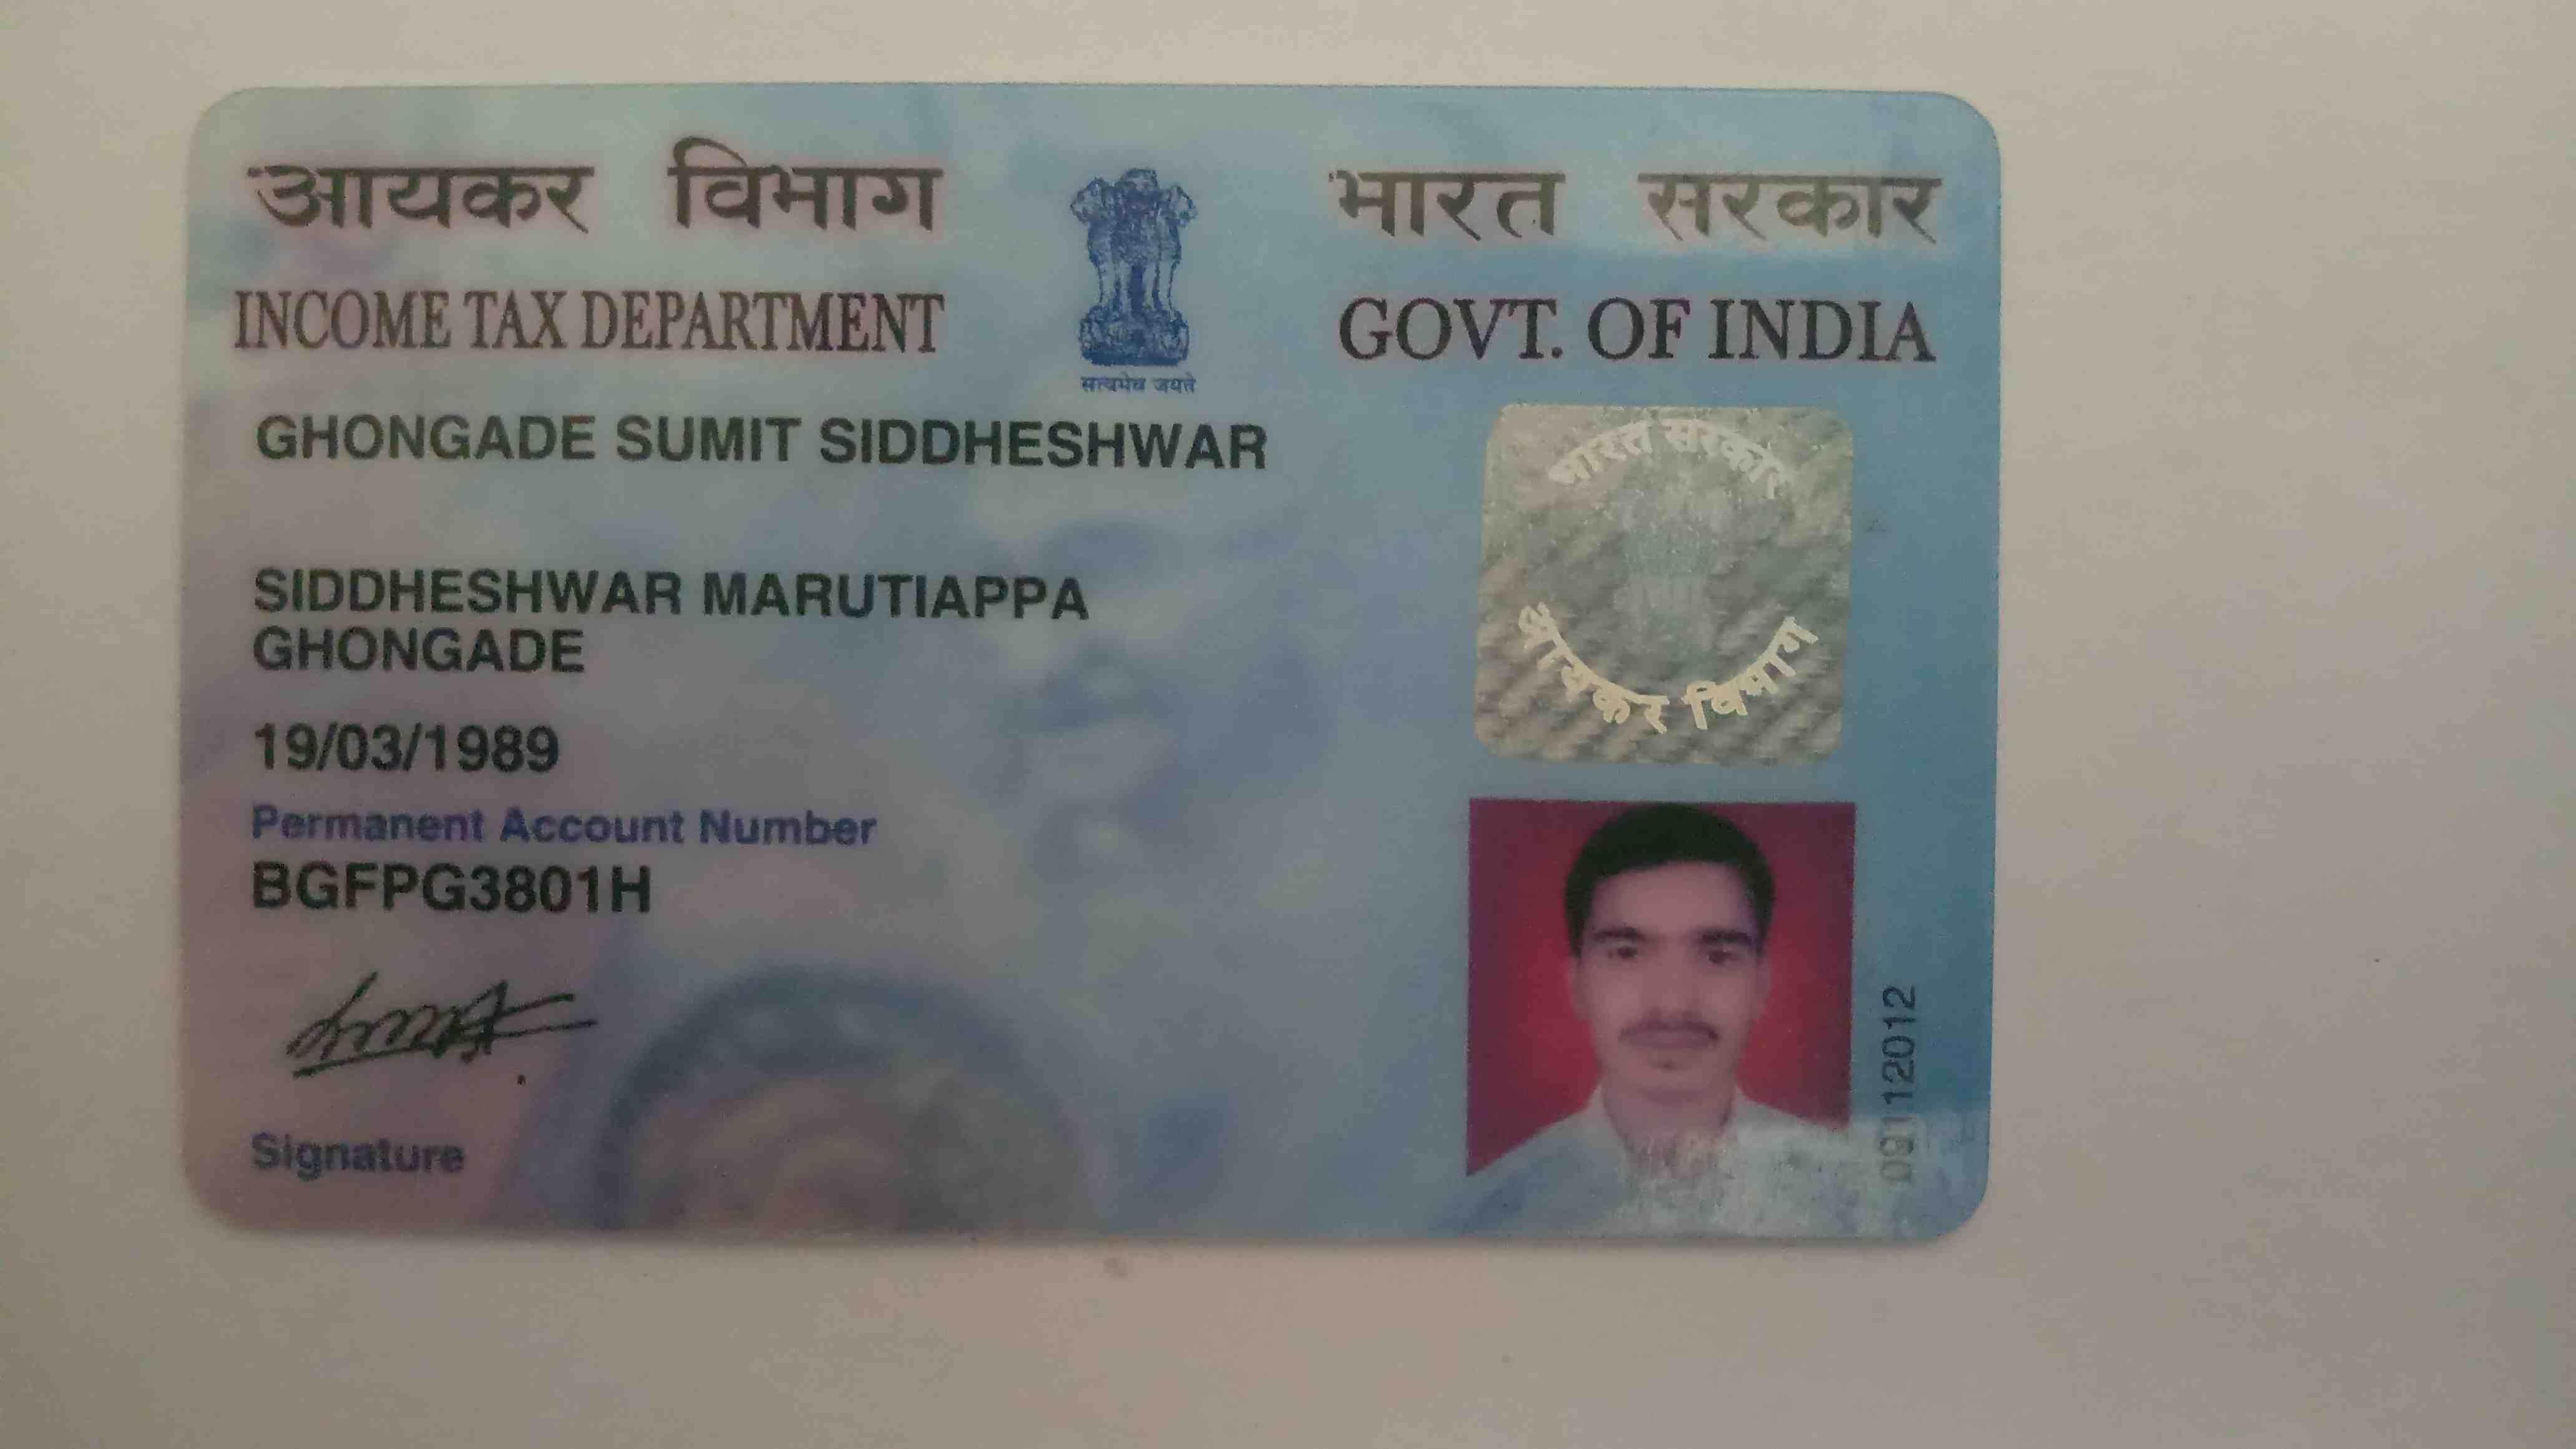 आयकर विभाग
INCOME TAX DEPARTMENT
सत्यमेव जयते
भारत सरकार
GOVT. OF INDIA
GHONGADE SUMIT SIDDHESHWAR
SIDDHESHWAR MARUTIAPPA
GHONGADE
19/03/1989
Permanent Account Number
BGFPG3801H
Signature
भारत सरकार
आयकर विभाग
09112012